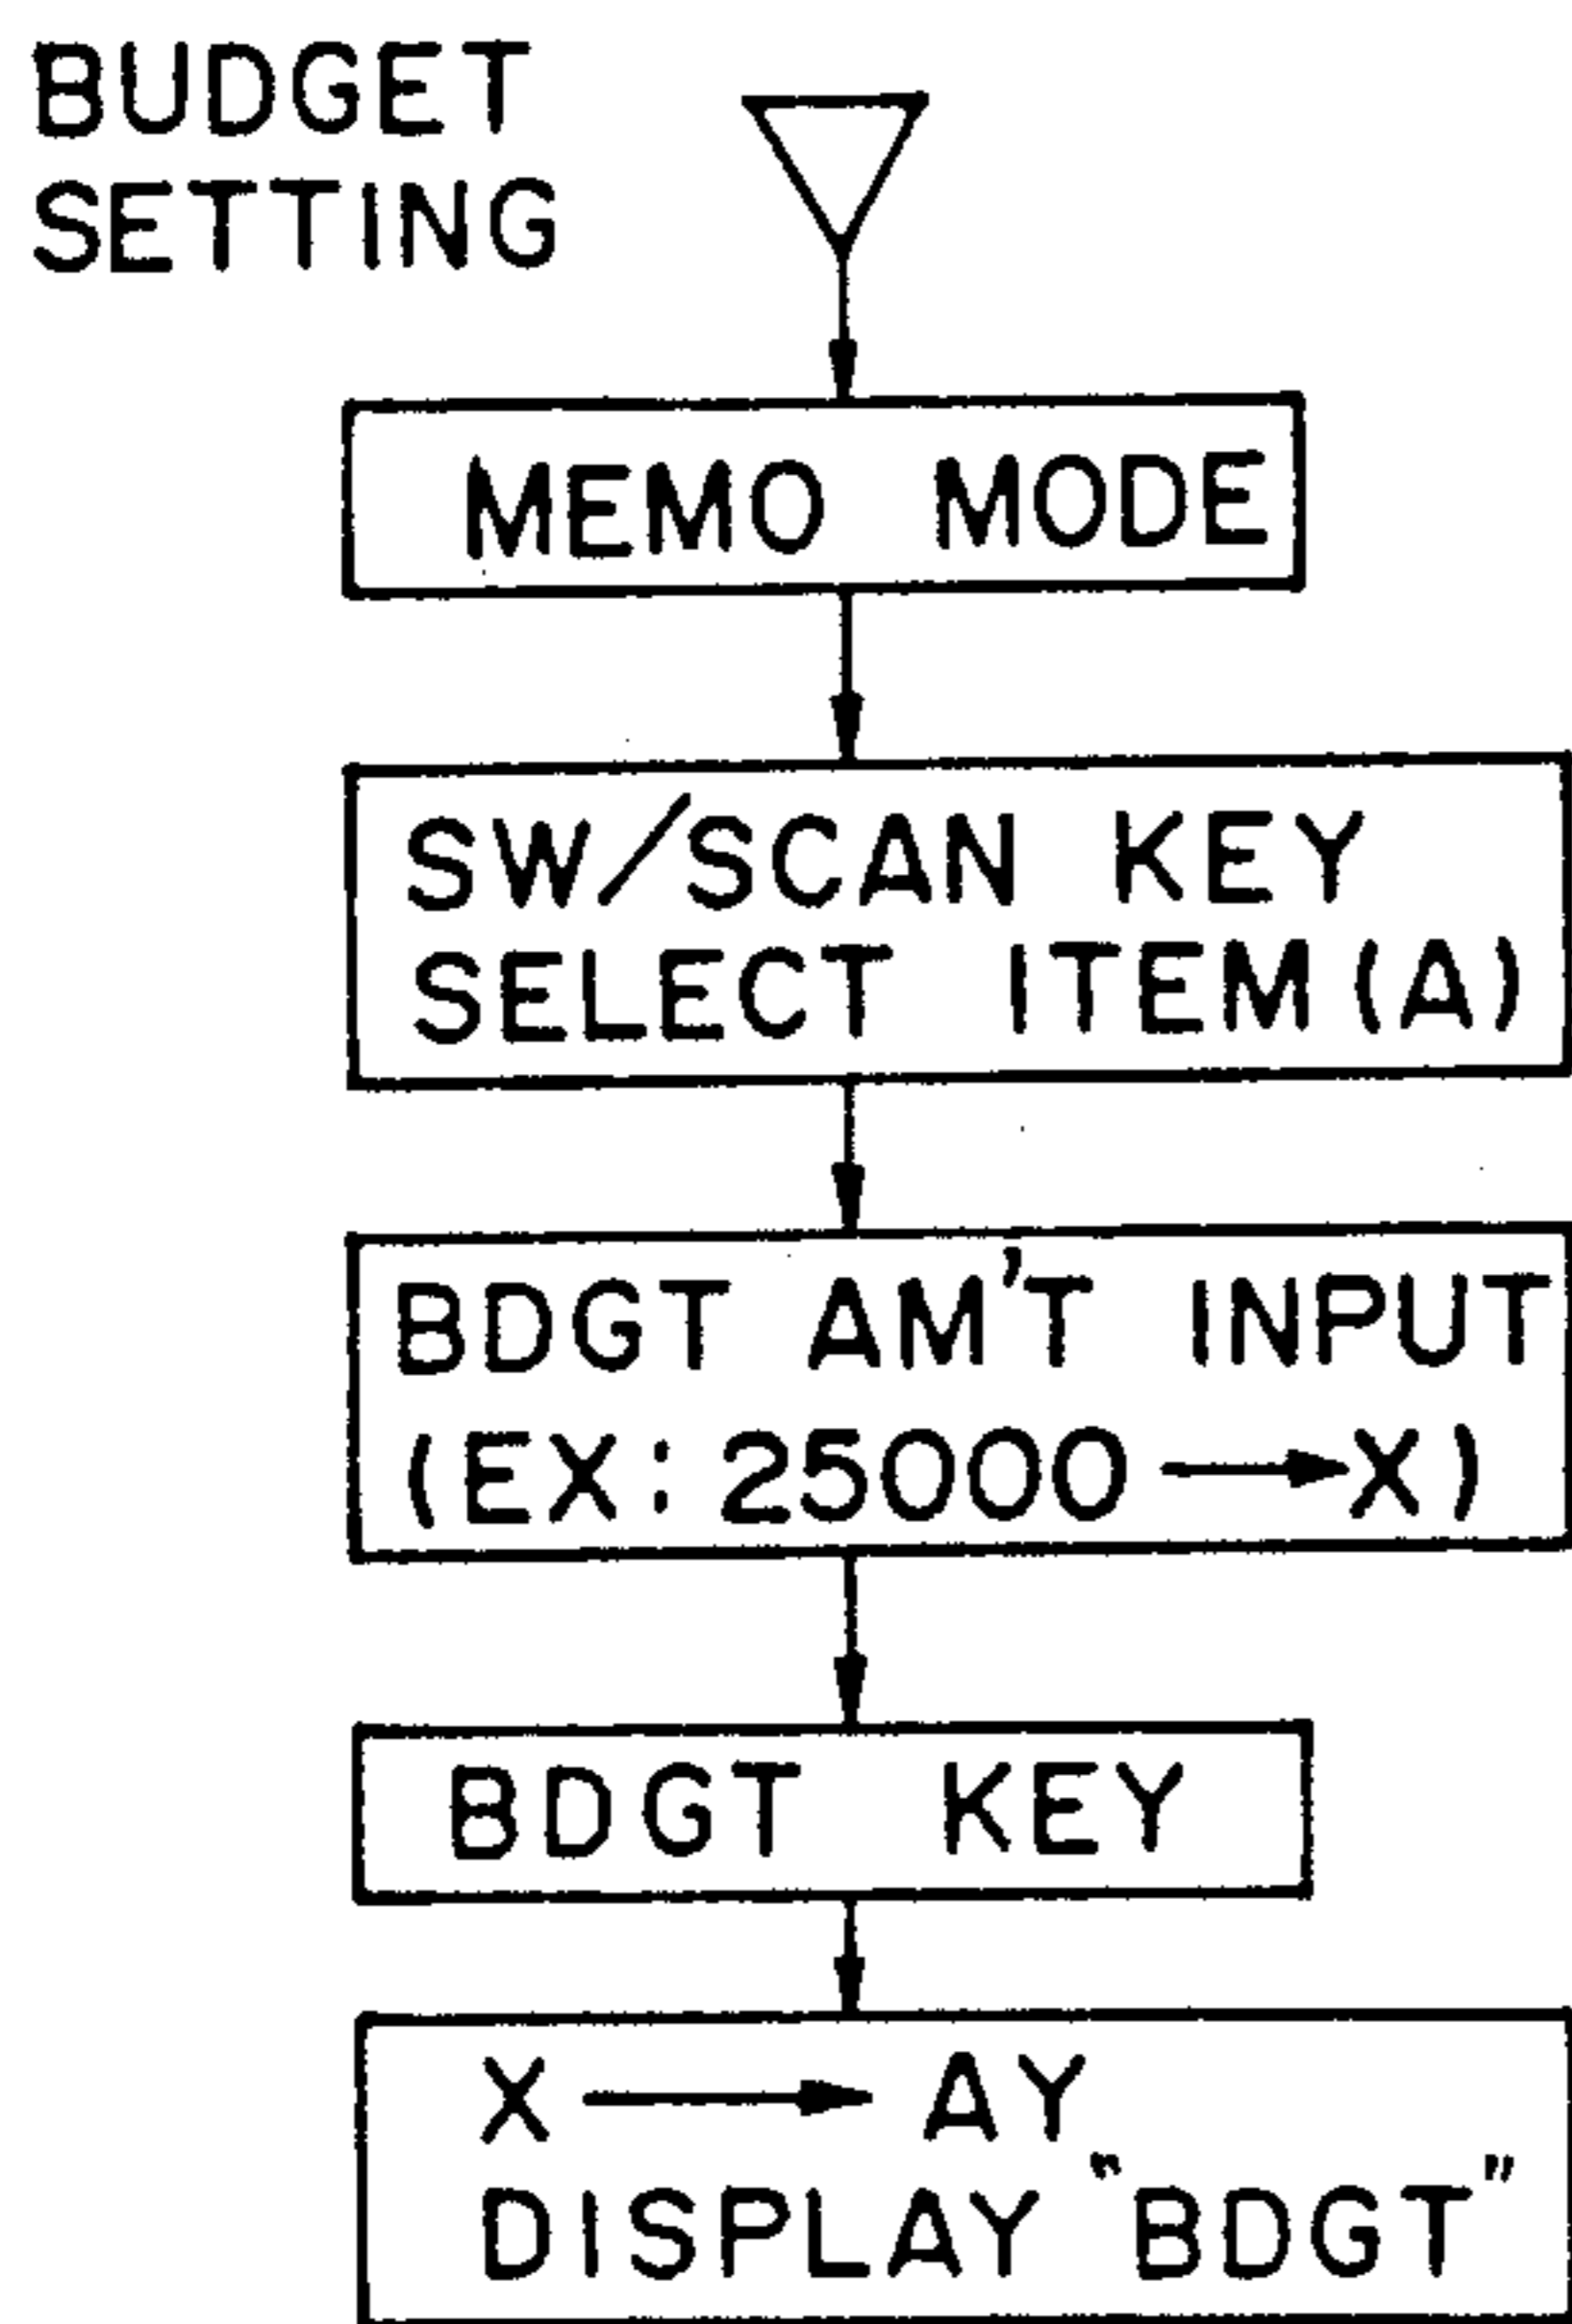 BUDGET
SETTING
MEMO MODE
SW/SCAN KEY
SELECT ITEM(A)
BDGT AM'T INPUT
(EX: 25000→X)
BDGT KEY
X→AY
DISPLAY "BDGT"